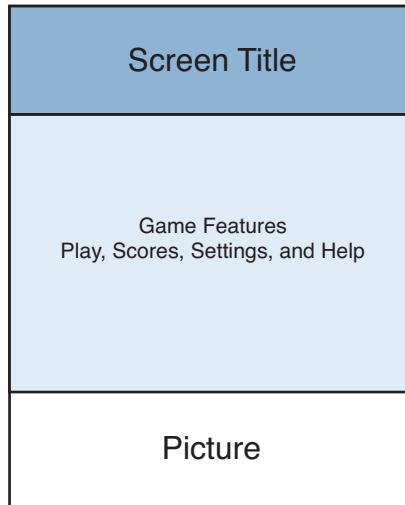 Screen Title
Game Features
Play, Scores, Settings, and Help
Picture